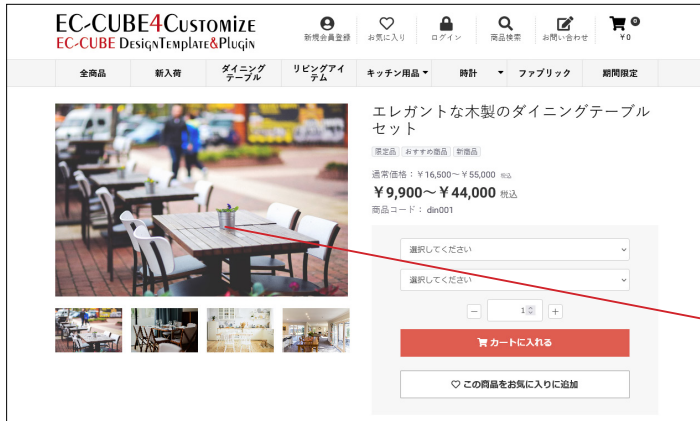 EC-CUBE4Customize
EC-CUBE DesignTemplate&Plugin
新規会員登録
お気に入り
ログイン
商品検索
お問い合わせ
0
¥0
全商品
新入荷
ダイニング
テーブル
リビングアイ
テム
キッチン用品
時計
ファブリック
期間限定
エレガントな木製のダイニングテーブル
セット
限定品 おすすめ商品 新商品
通常価格：￥16,500～￥55,000 税込
￥9,900～￥44,000 税込
商品コード： din001
選択してください
選択してください
1
カートに入れる
この商品をお気に入りに追加